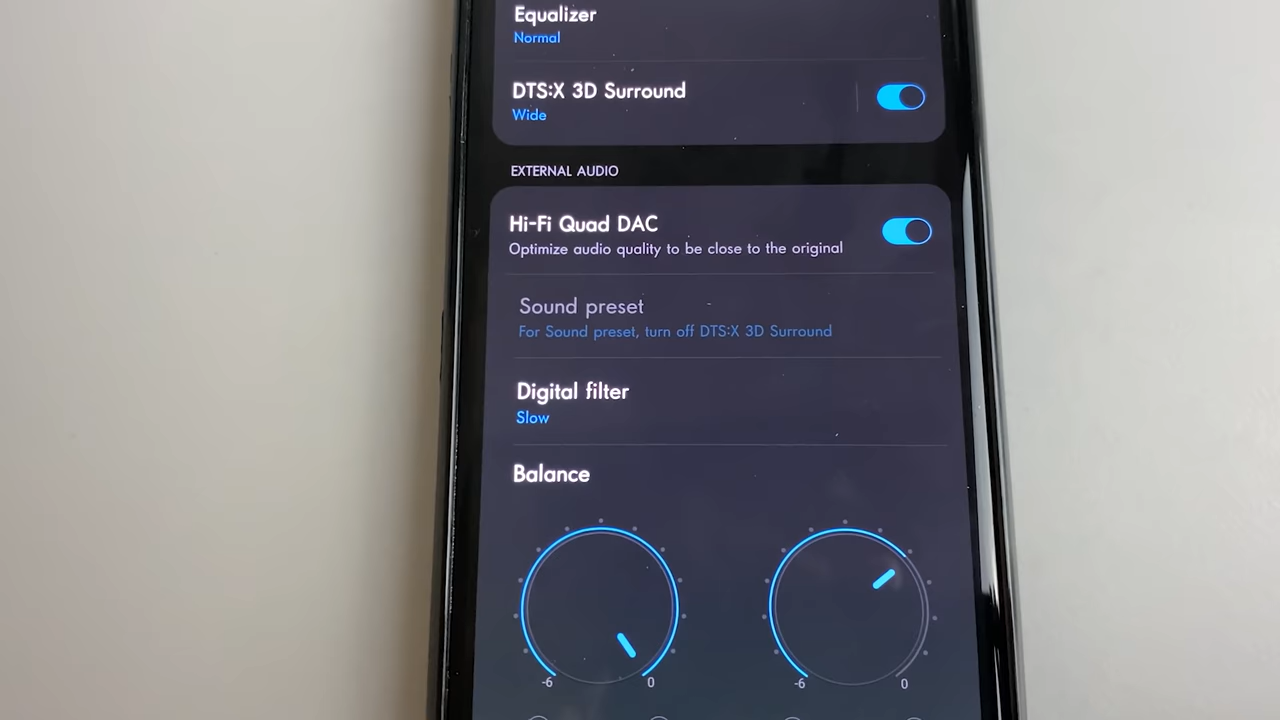 Equalizer
Normal
DTS:X 3D Surround
Wide
EXTERNAL AUDIO
Hi-Fi Quad DAC
Optimize audio quality to be close to the original
Sound preset
For Sound preset, turn off DTS:X 3D Surround
Digital filter
Slow
Balance
-6 0 -6 0